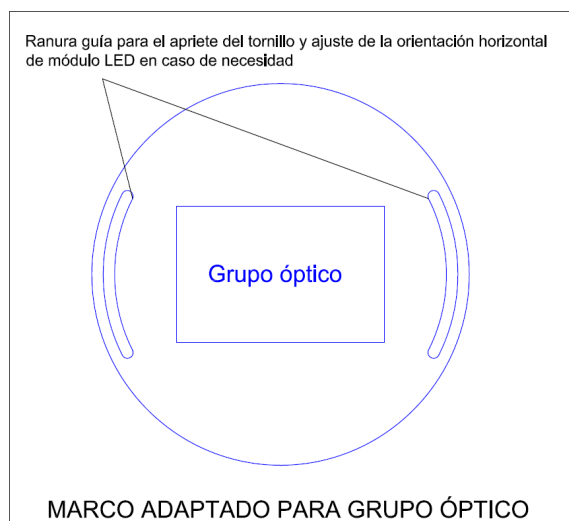 Ranura guía para el apriete del tornillo y ajuste de la orientación horizontal
de módulo LED en caso de necesidad
Grupo óptico
MARCO ADAPTADO PARA GRUPO ÓPTICO